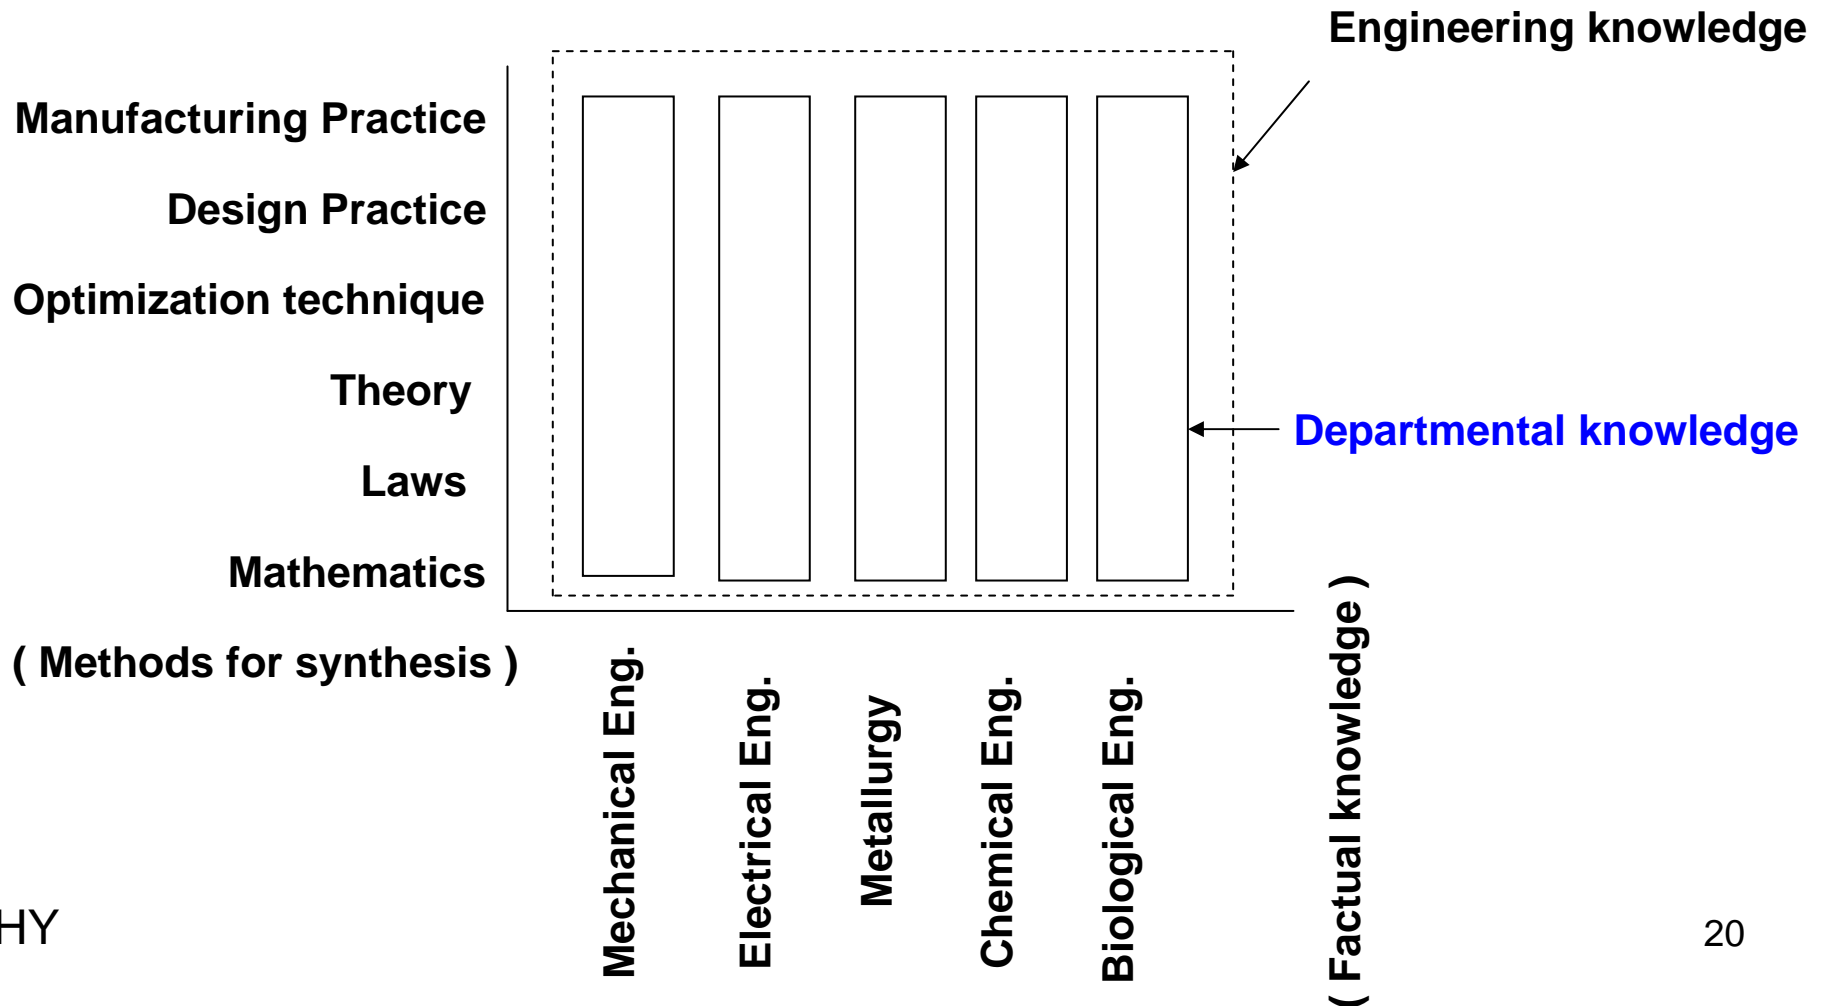 Engineering knowledge
Manufacturing Practice
Design Practice
Optimization technique
Theory
Departmental knowledge
Laws
Mathematics
( Methods for synthesis )
Mechanical Eng.
Electrical Eng.
Metallurgy
Chemical Eng.
Biological Eng.
( Factual knowledge )
HY
20